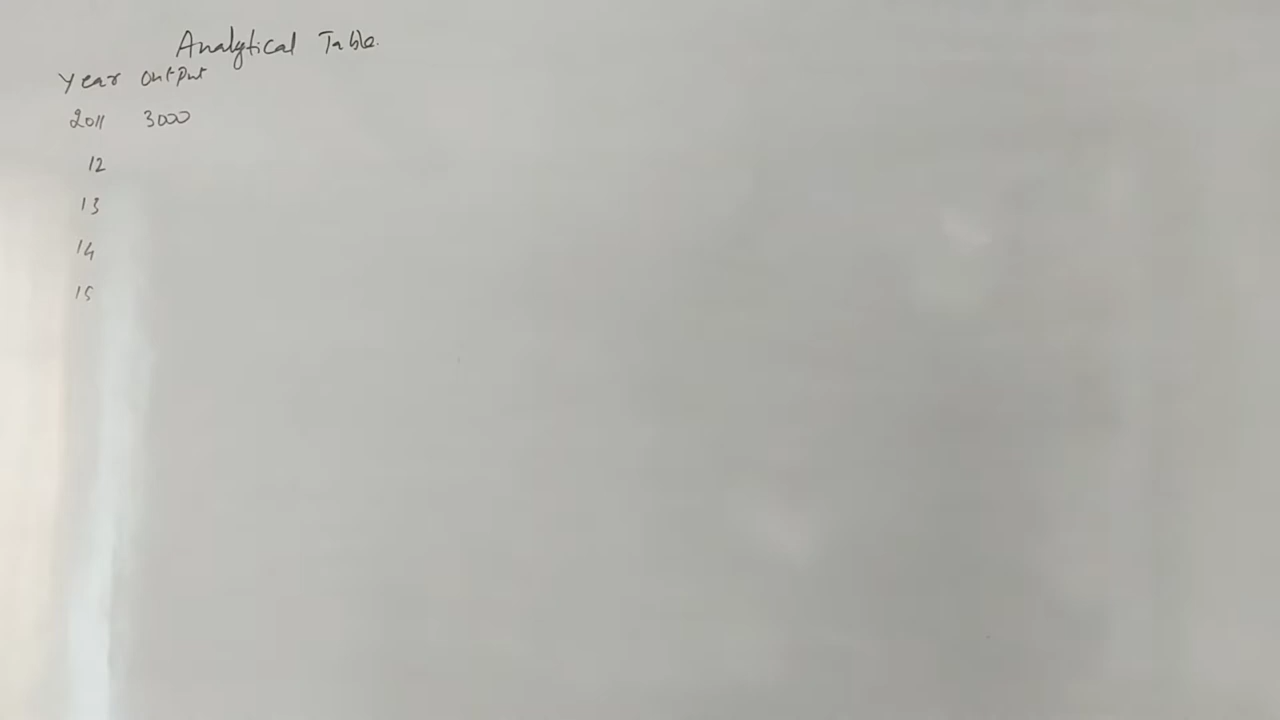 Analytical Table.
Year Output
2011 3000
12
13
14
15